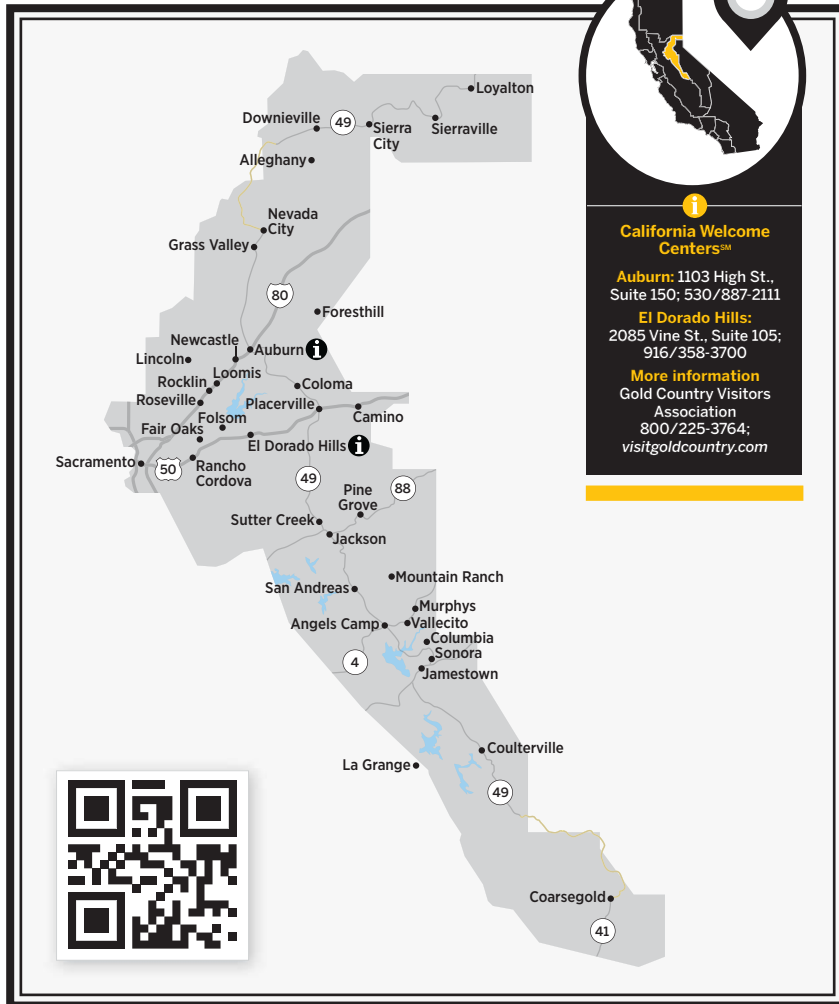 Loyalton
Downieville
49
Sierra
City
Sierraville
Alleghany
Nevada
City
Grass Valley
80
Foresthill
Newcastle
Auburn
i
Lincoln
Loomis
Rocklin
Coloma
Roseville
Placerville
Camino
Folsom
Fair Oaks
El Dorado Hills
i
Sacramento
50
Rancho
Cordova
49
88
Pine
Grove
Sutter Creek
Jackson
Mountain Ranch
San Andreas
Murphys
Angels Camp
Vallecito
Columbia
Sonora
4
Jamestown
Coulterville
La Grange
49
Coarsegold
41
i
California Welcome
Centers℠
Auburn: 1103 High St.,
Suite 150; 530/887-2111
El Dorado Hills:
2085 Vine St., Suite 105;
916/358-3700
More information
Gold Country Visitors
Association
800/225-3764;
visitgoldcountry.com